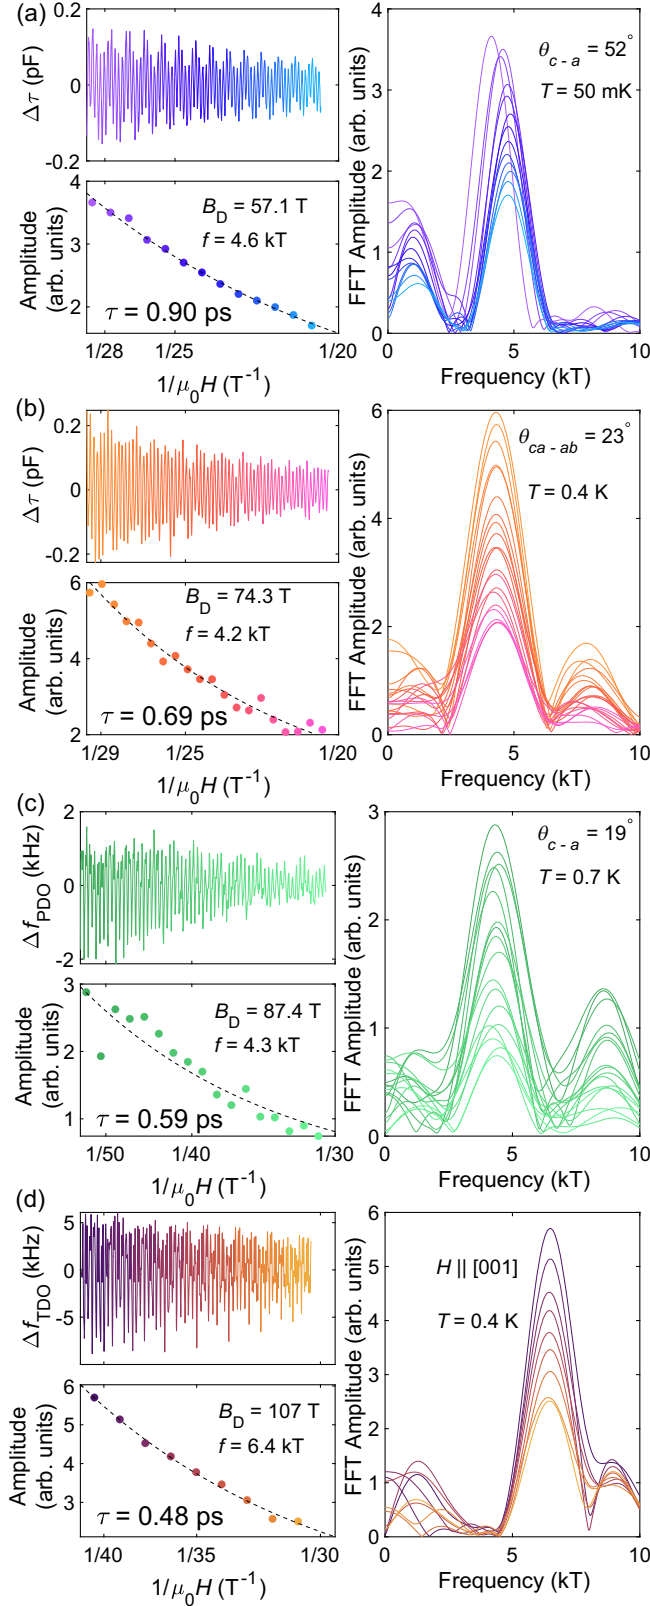 (a)
0.2
0
-0.2
Δτ (pF)
4
3
2
Amplitude
(arb. units)
B_D = 57.1 T
f = 4.6 kT
τ = 0.90 ps
1/28
1/25
1/20
1/μ₀H (T⁻¹)
4
3
2
1
0
FFT Amplitude (arb. units)
θ_{c - a} = 52°
T = 50 mK
0
5
10
Frequency (kT)
(b)
0.2
0
-0.2
Δτ (pF)
6
4
2
Amplitude
(arb. units)
B_D = 74.3 T
f = 4.2 kT
τ = 0.69 ps
1/29
1/25
1/20
1/μ₀H (T⁻¹)
6
4
2
0
FFT Amplitude (arb. units)
θ_{ca - ab} = 23°
T = 0.4 K
0
5
10
Frequency (kT)
(c)
2
0
-2
Δf_PDO (kHz)
3
2
1
Amplitude
(arb. units)
B_D = 87.4 T
f = 4.3 kT
τ = 0.59 ps
1/50
1/40
1/30
1/μ₀H (T⁻¹)
3
2
1
0
FFT Amplitude (arb. units)
θ_{c - a} = 19°
T = 0.7 K
0
5
10
Frequency (kT)
(d)
5
0
-5
Δf_TDO (kHz)
6
5
4
3
Amplitude
(arb. units)
B_D = 107 T
f = 6.4 kT
τ = 0.48 ps
1/40
1/35
1/30
1/μ₀H (T⁻¹)
6
5
4
3
2
1
0
FFT Amplitude (arb. units)
H || [001]
T = 0.4 K
0
5
10
Frequency (kT)